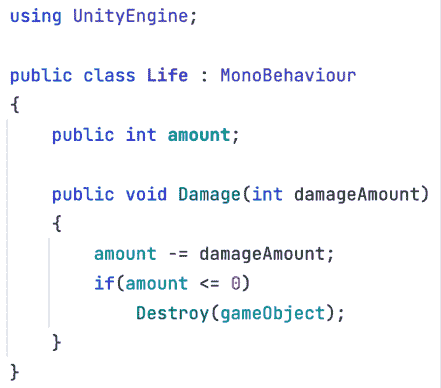 using UnityEngine;
public class Life : MonoBehaviour
{
public int amount;
public void Damage(int damageAmount)
{
amount -= damageAmount;
if(amount <= 0)
Destroy(gameObject);
}
}